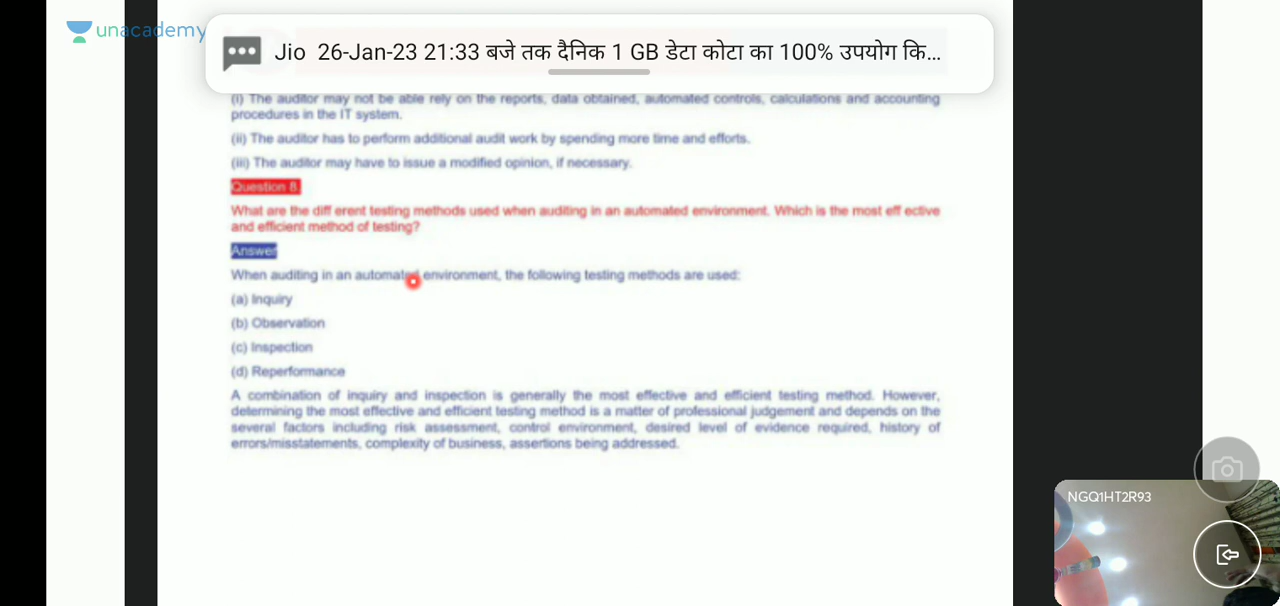 unacademy
Jio 26-Jan-23 21:33 बजे तक दैनिक 1 GB डेटा कोटा का 100% उपयोग कि...
(i) The auditor may not be able rely on the reports, data obtained, automated controls, calculations and accounting
procedures in the IT system.
(ii) The auditor has to perform additional audit work by spending more time and efforts.
(iii) The auditor may have to issue a modified opinion, if necessary.
Question 8.
What are the diff erent testing methods used when auditing in an automated environment. Which is the most eff ective
and efficient method of testing?
Answer
When auditing in an automated environment, the following testing methods are used:
(a) Inquiry
(b) Observation
(c) Inspection
(d) Reperformance
A combination of inquiry and inspection is generally the most effective and efficient testing method. However,
determining the most effective and efficient testing method is a matter of professional judgement and depends on the
several factors including risk assessment, control environment, desired level of evidence required, history of
errors/misstatements, complexity of business, assertions being addressed.
NGQ1HT2R93